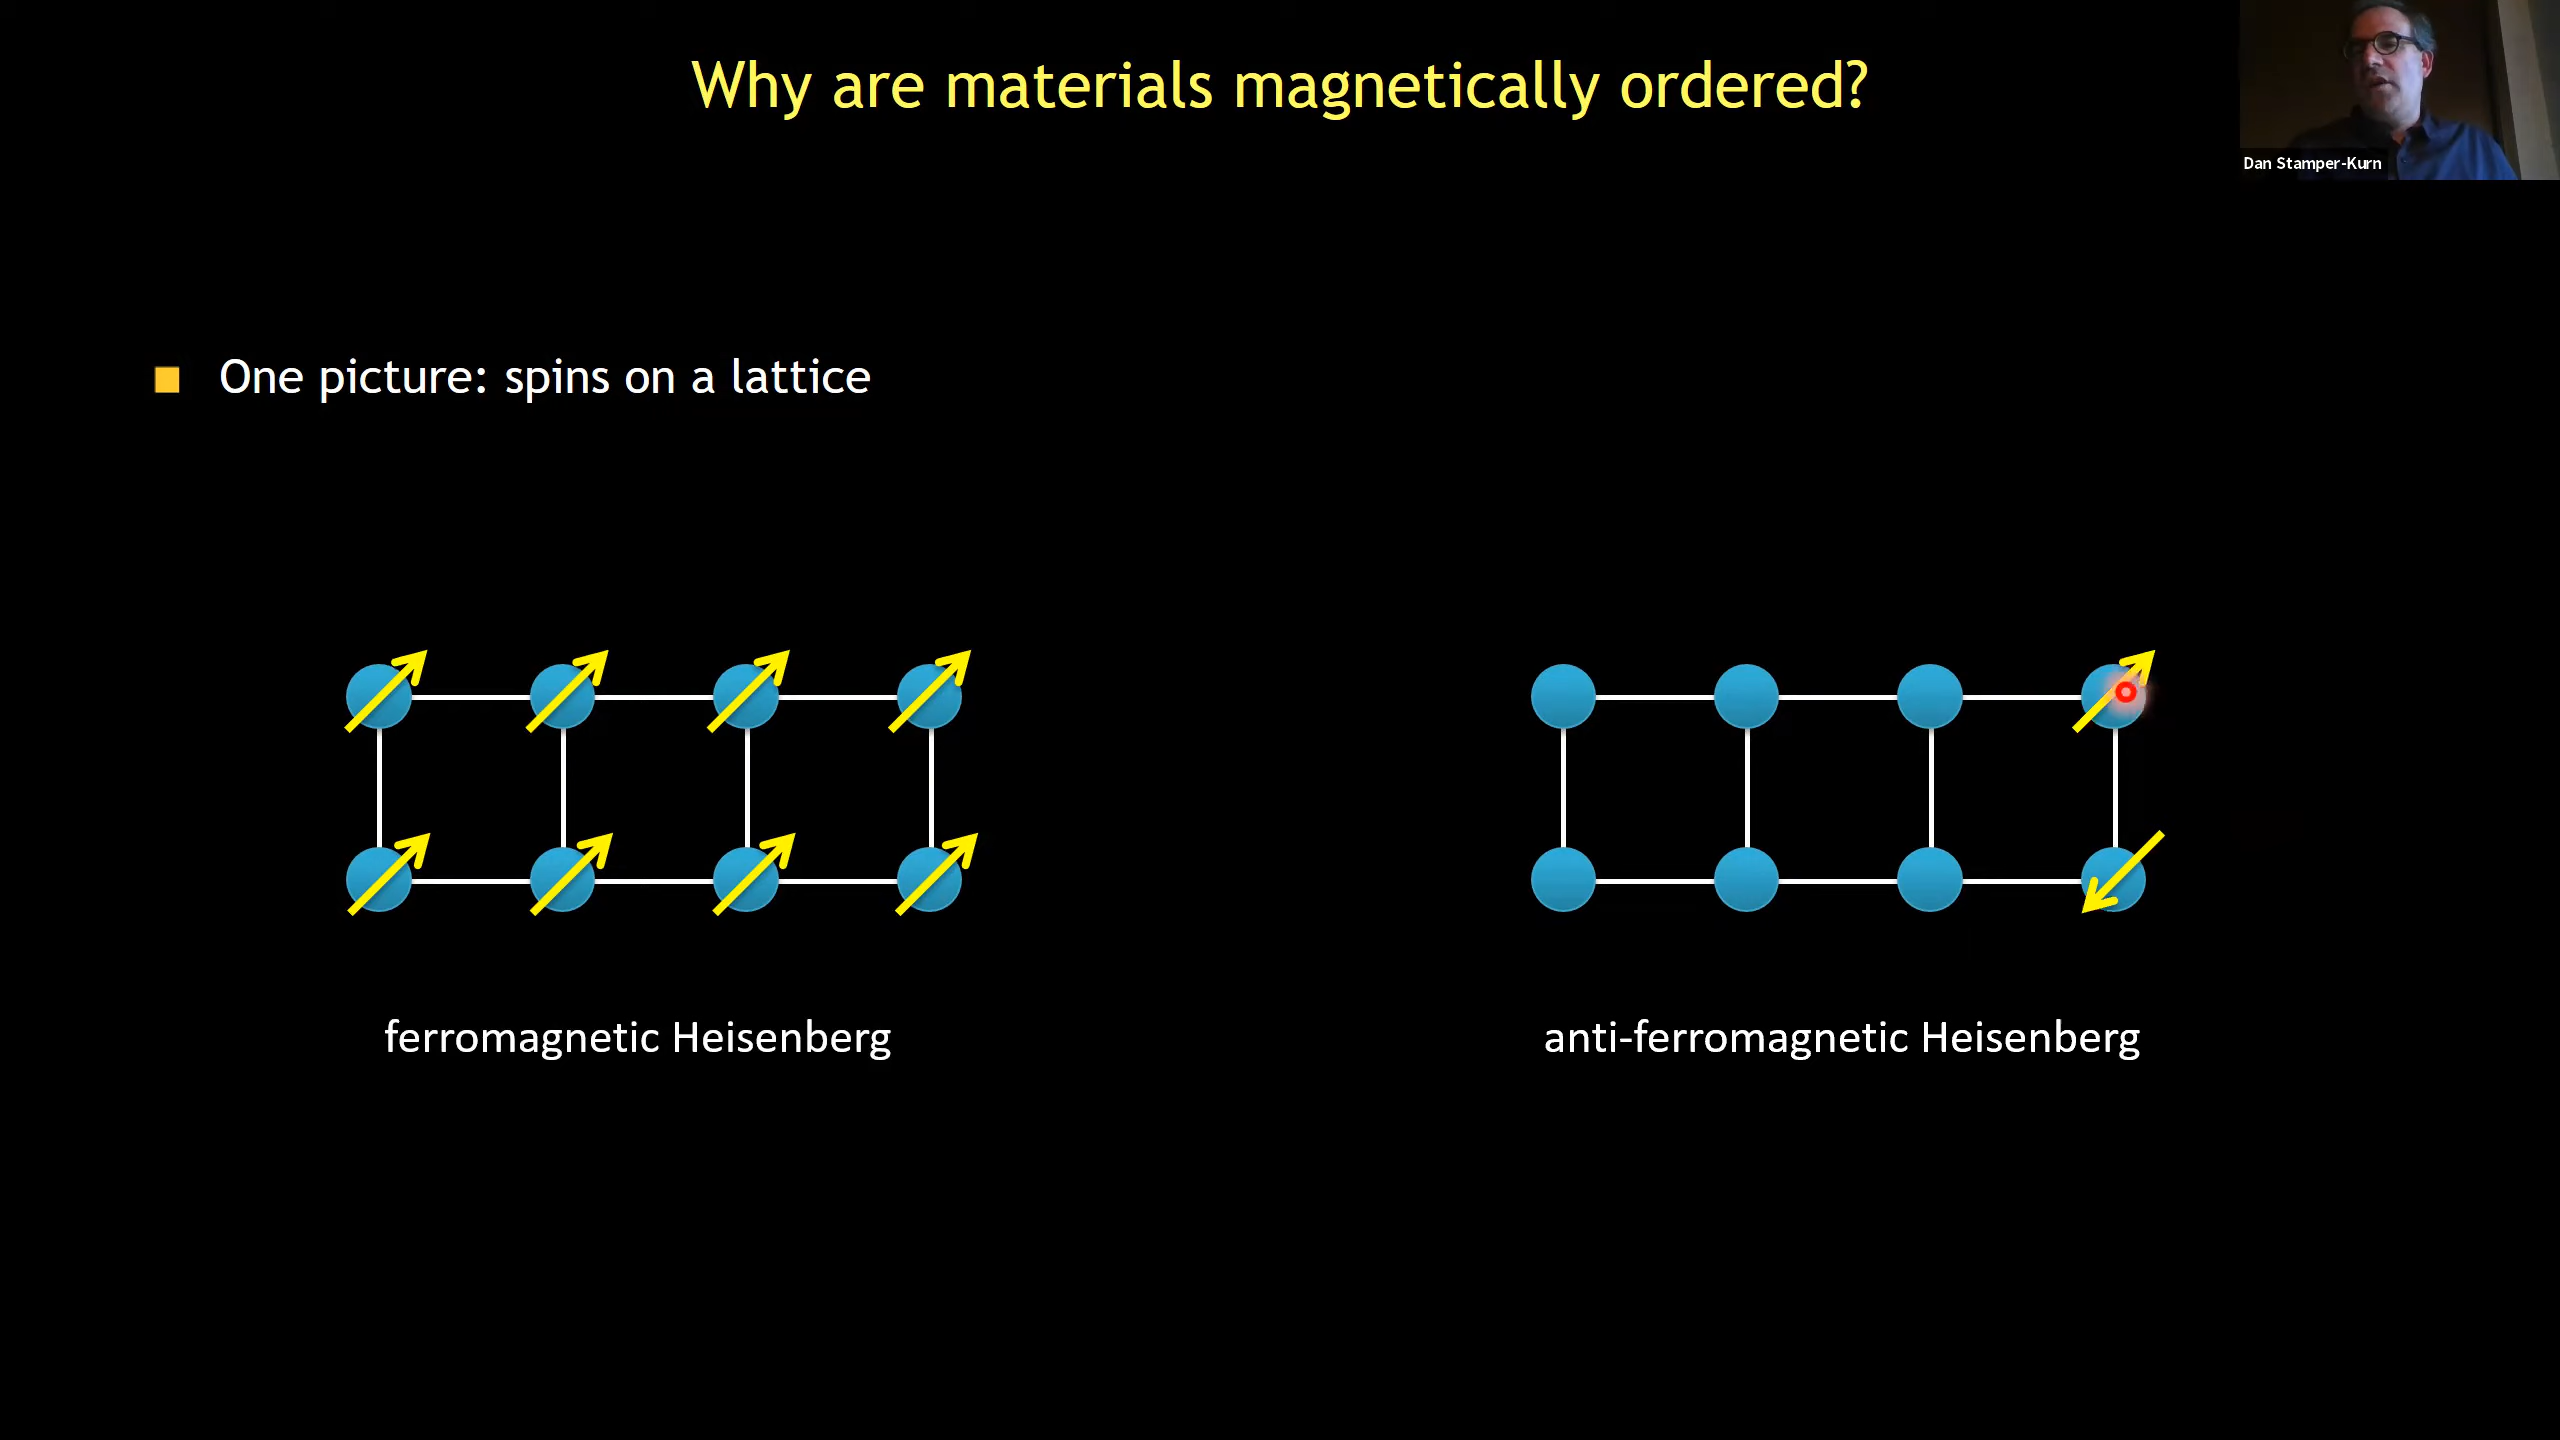 Why are materials magnetically ordered?
Dan Stamper-Kurn
One picture: spins on a lattice
ferromagnetic Heisenberg
anti-ferromagnetic Heisenberg